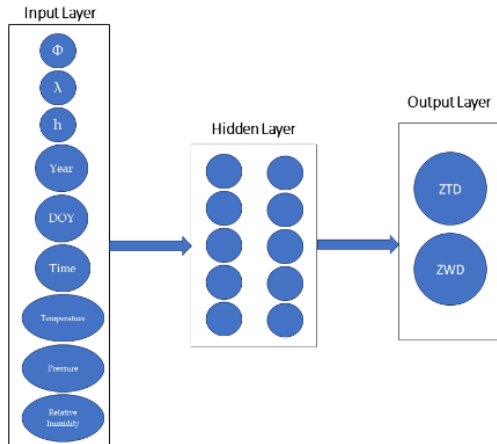 Input Layer
Φ
λ
h
Year
DOY
Time
Temperature
Pressure
Relative
humidity
Hidden Layer
Output Layer
ZTD
ZWD